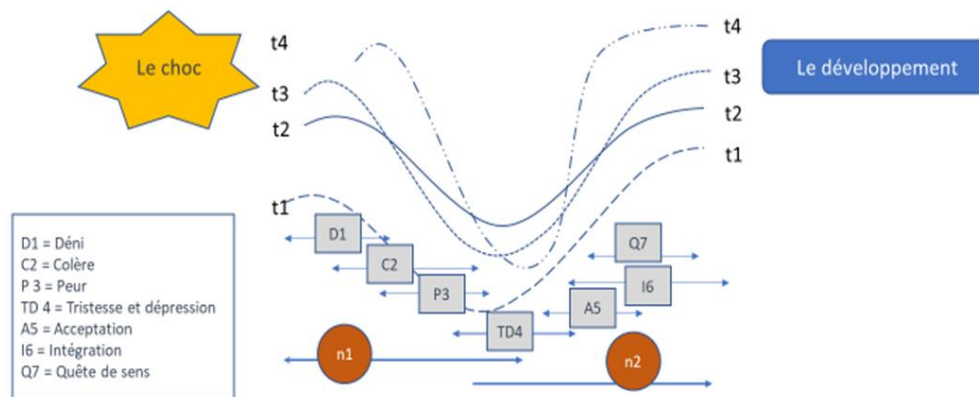 Le choc
t4
t3
t2
t1
t4
t3
t2
t1
Le développement
D1
C2
P3
TD4
A5
I6
Q7
n1
n2
D1 = Déni
C2 = Colère
P 3 = Peur
TD 4 = Tristesse et dépression
A5 = Acceptation
I6 = Intégration
Q7 = Quête de sens